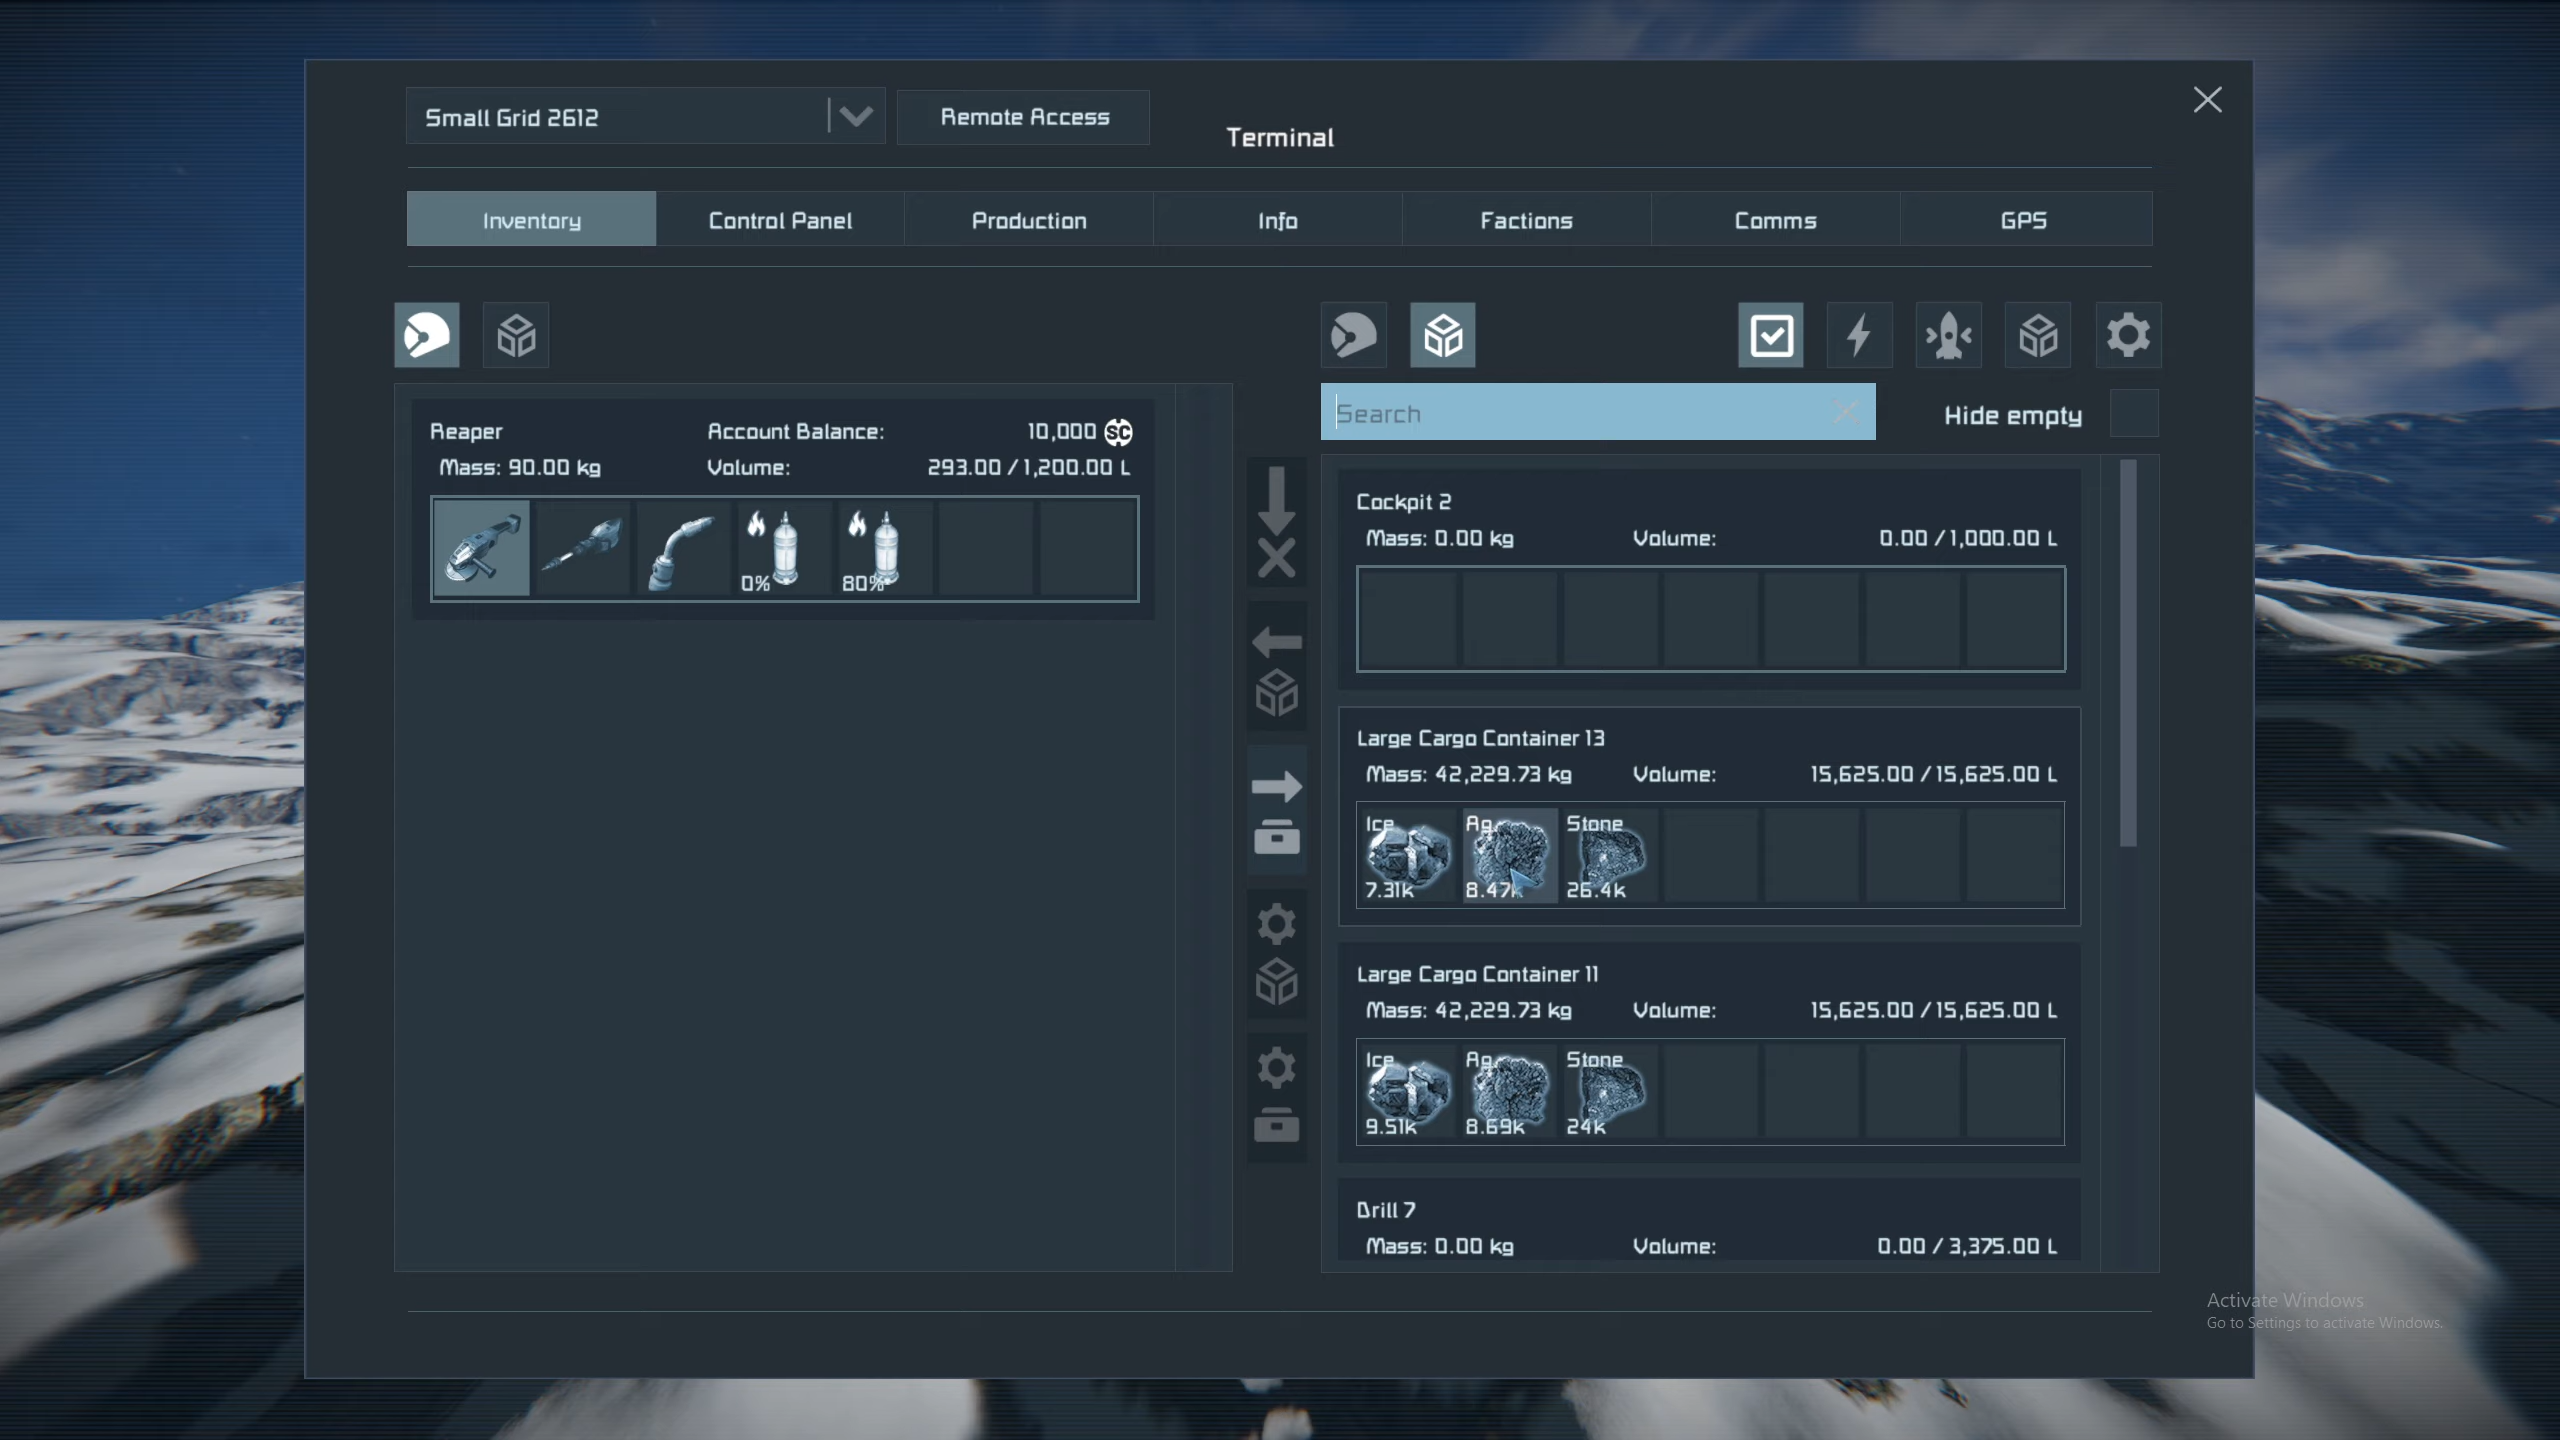 Small Grid 2612
Remote Access
Terminal
Inventory
Control Panel
Production
Info
Factions
Comms
GPS
Search
Hide empty
Reaper
Account Balance:
10,000 SC
Mass: 90.00 kg
Volume:
293.00 / 1,200.00 L
0%
80%
Cockpit 2
Mass: 0.00 kg
Volume:
0.00 / 1,000.00 L
Large Cargo Container 13
Mass: 42,229.73 kg
Volume:
15,625.00 / 15,625.00 L
Ice
Ag
Stone
7.31k
8.47k
26.4k
Large Cargo Container 11
Mass: 42,229.73 kg
Volume:
15,625.00 / 15,625.00 L
Ice
Ag
Stone
9.51k
8.69k
24k
Drill 7
Mass: 0.00 kg
Volume:
0.00 / 3,375.00 L
Activate Windows
Go to Settings to activate Windows.